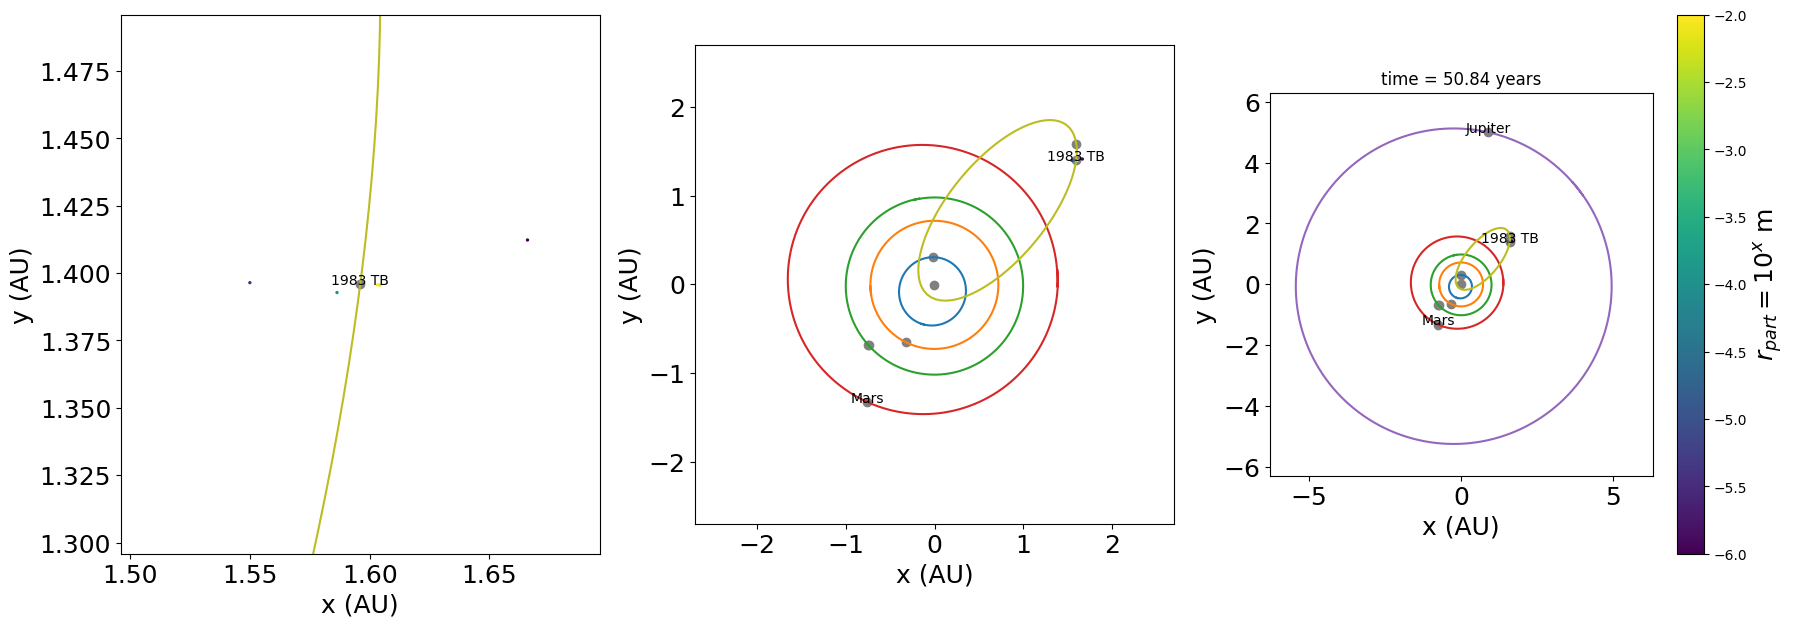 1.475
1.450
1.425
1.400
1.375
1.350
1.325
1.300
y (AU)
1983 TB
1.50 1.55 1.60 1.65
x (AU)
2
1
0
−1
−2
y (AU)
1983 TB
Mars
−2 −1 0 1 2
x (AU)
time = 50.84 years
6
4
2
0
−2
−4
−6
y (AU)
Jupiter
1983 TB
Mars
−5 0 5
x (AU)
−2.0
−2.5
−3.0
−3.5
−4.0
−4.5
−5.0
−5.5
−6.0
r_{part} = 10^x m